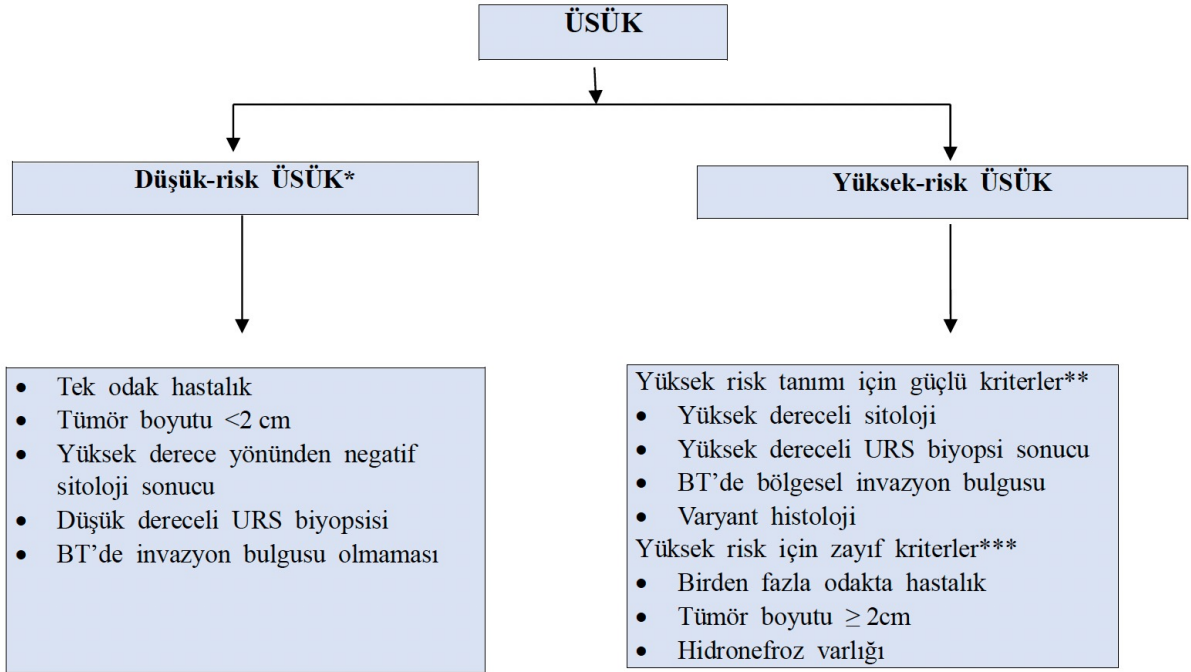 ÜSÜK
Düşük-risk ÜSÜK*
Yüksek-risk ÜSÜK
• Tek odak hastalık
• Tümör boyutu <2 cm
• Yüksek derece yönünden negatif
sitoloji sonucu
• Düşük dereceli URS biyopsisi
• BT’de invazyon bulgusu olmaması
Yüksek risk tanımı için güçlü kriterler**
• Yüksek dereceli sitoloji
• Yüksek dereceli URS biyopsi sonucu
• BT’de bölgesel invazyon bulgusu
• Varyant histoloji
Yüksek risk için zayıf kriterler***
• Birden fazla odakta hastalık
• Tümör boyutu ≥ 2cm
• Hidronefroz varlığı